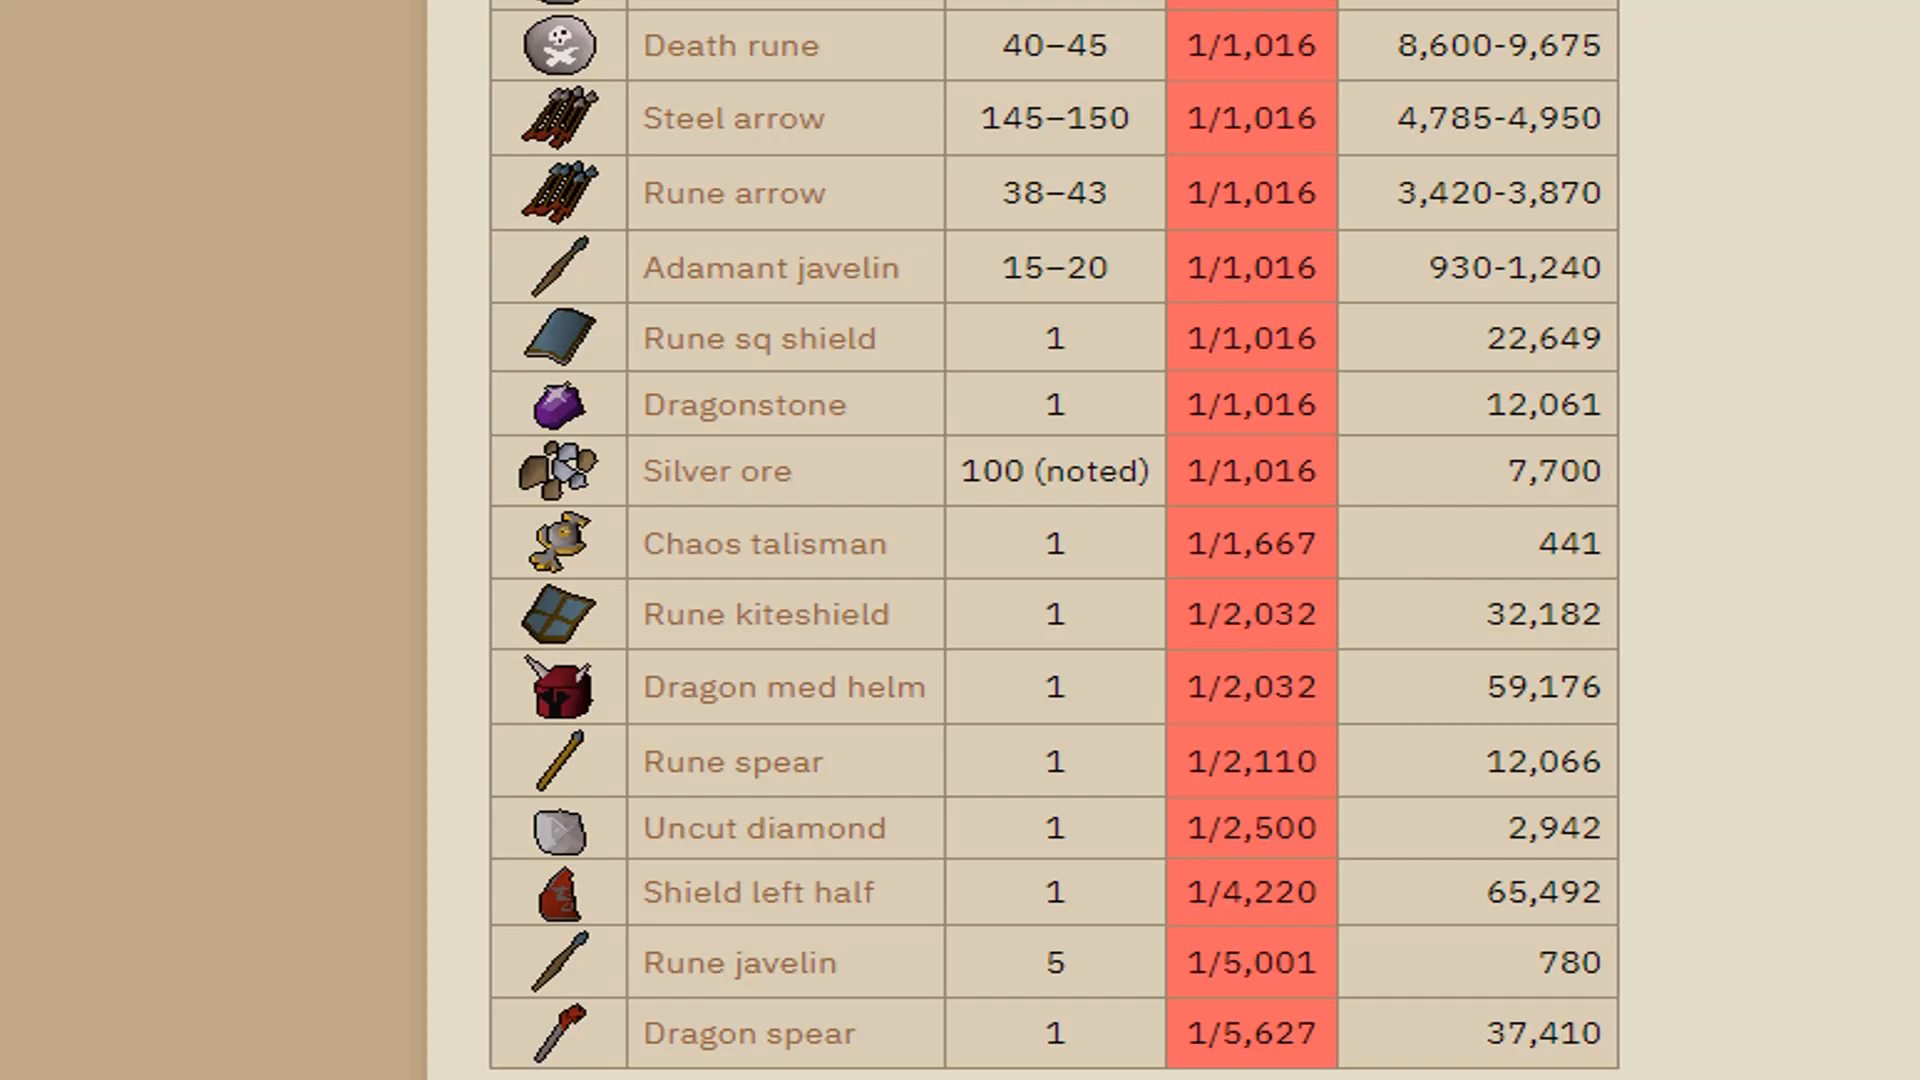 Death rune 40–45 1/1,016 8,600-9,675
Steel arrow 145–150 1/1,016 4,785-4,950
Rune arrow 38–43 1/1,016 3,420-3,870
Adamant javelin 15–20 1/1,016 930-1,240
Rune sq shield 1 1/1,016 22,649
Dragonstone 1 1/1,016 12,061
Silver ore 100 (noted) 1/1,016 7,700
Chaos talisman 1 1/1,667 441
Rune kiteshield 1 1/2,032 32,182
Dragon med helm 1 1/2,032 59,176
Rune spear 1 1/2,110 12,066
Uncut diamond 1 1/2,500 2,942
Shield left half 1 1/4,220 65,492
Rune javelin 5 1/5,001 780
Dragon spear 1 1/5,627 37,410